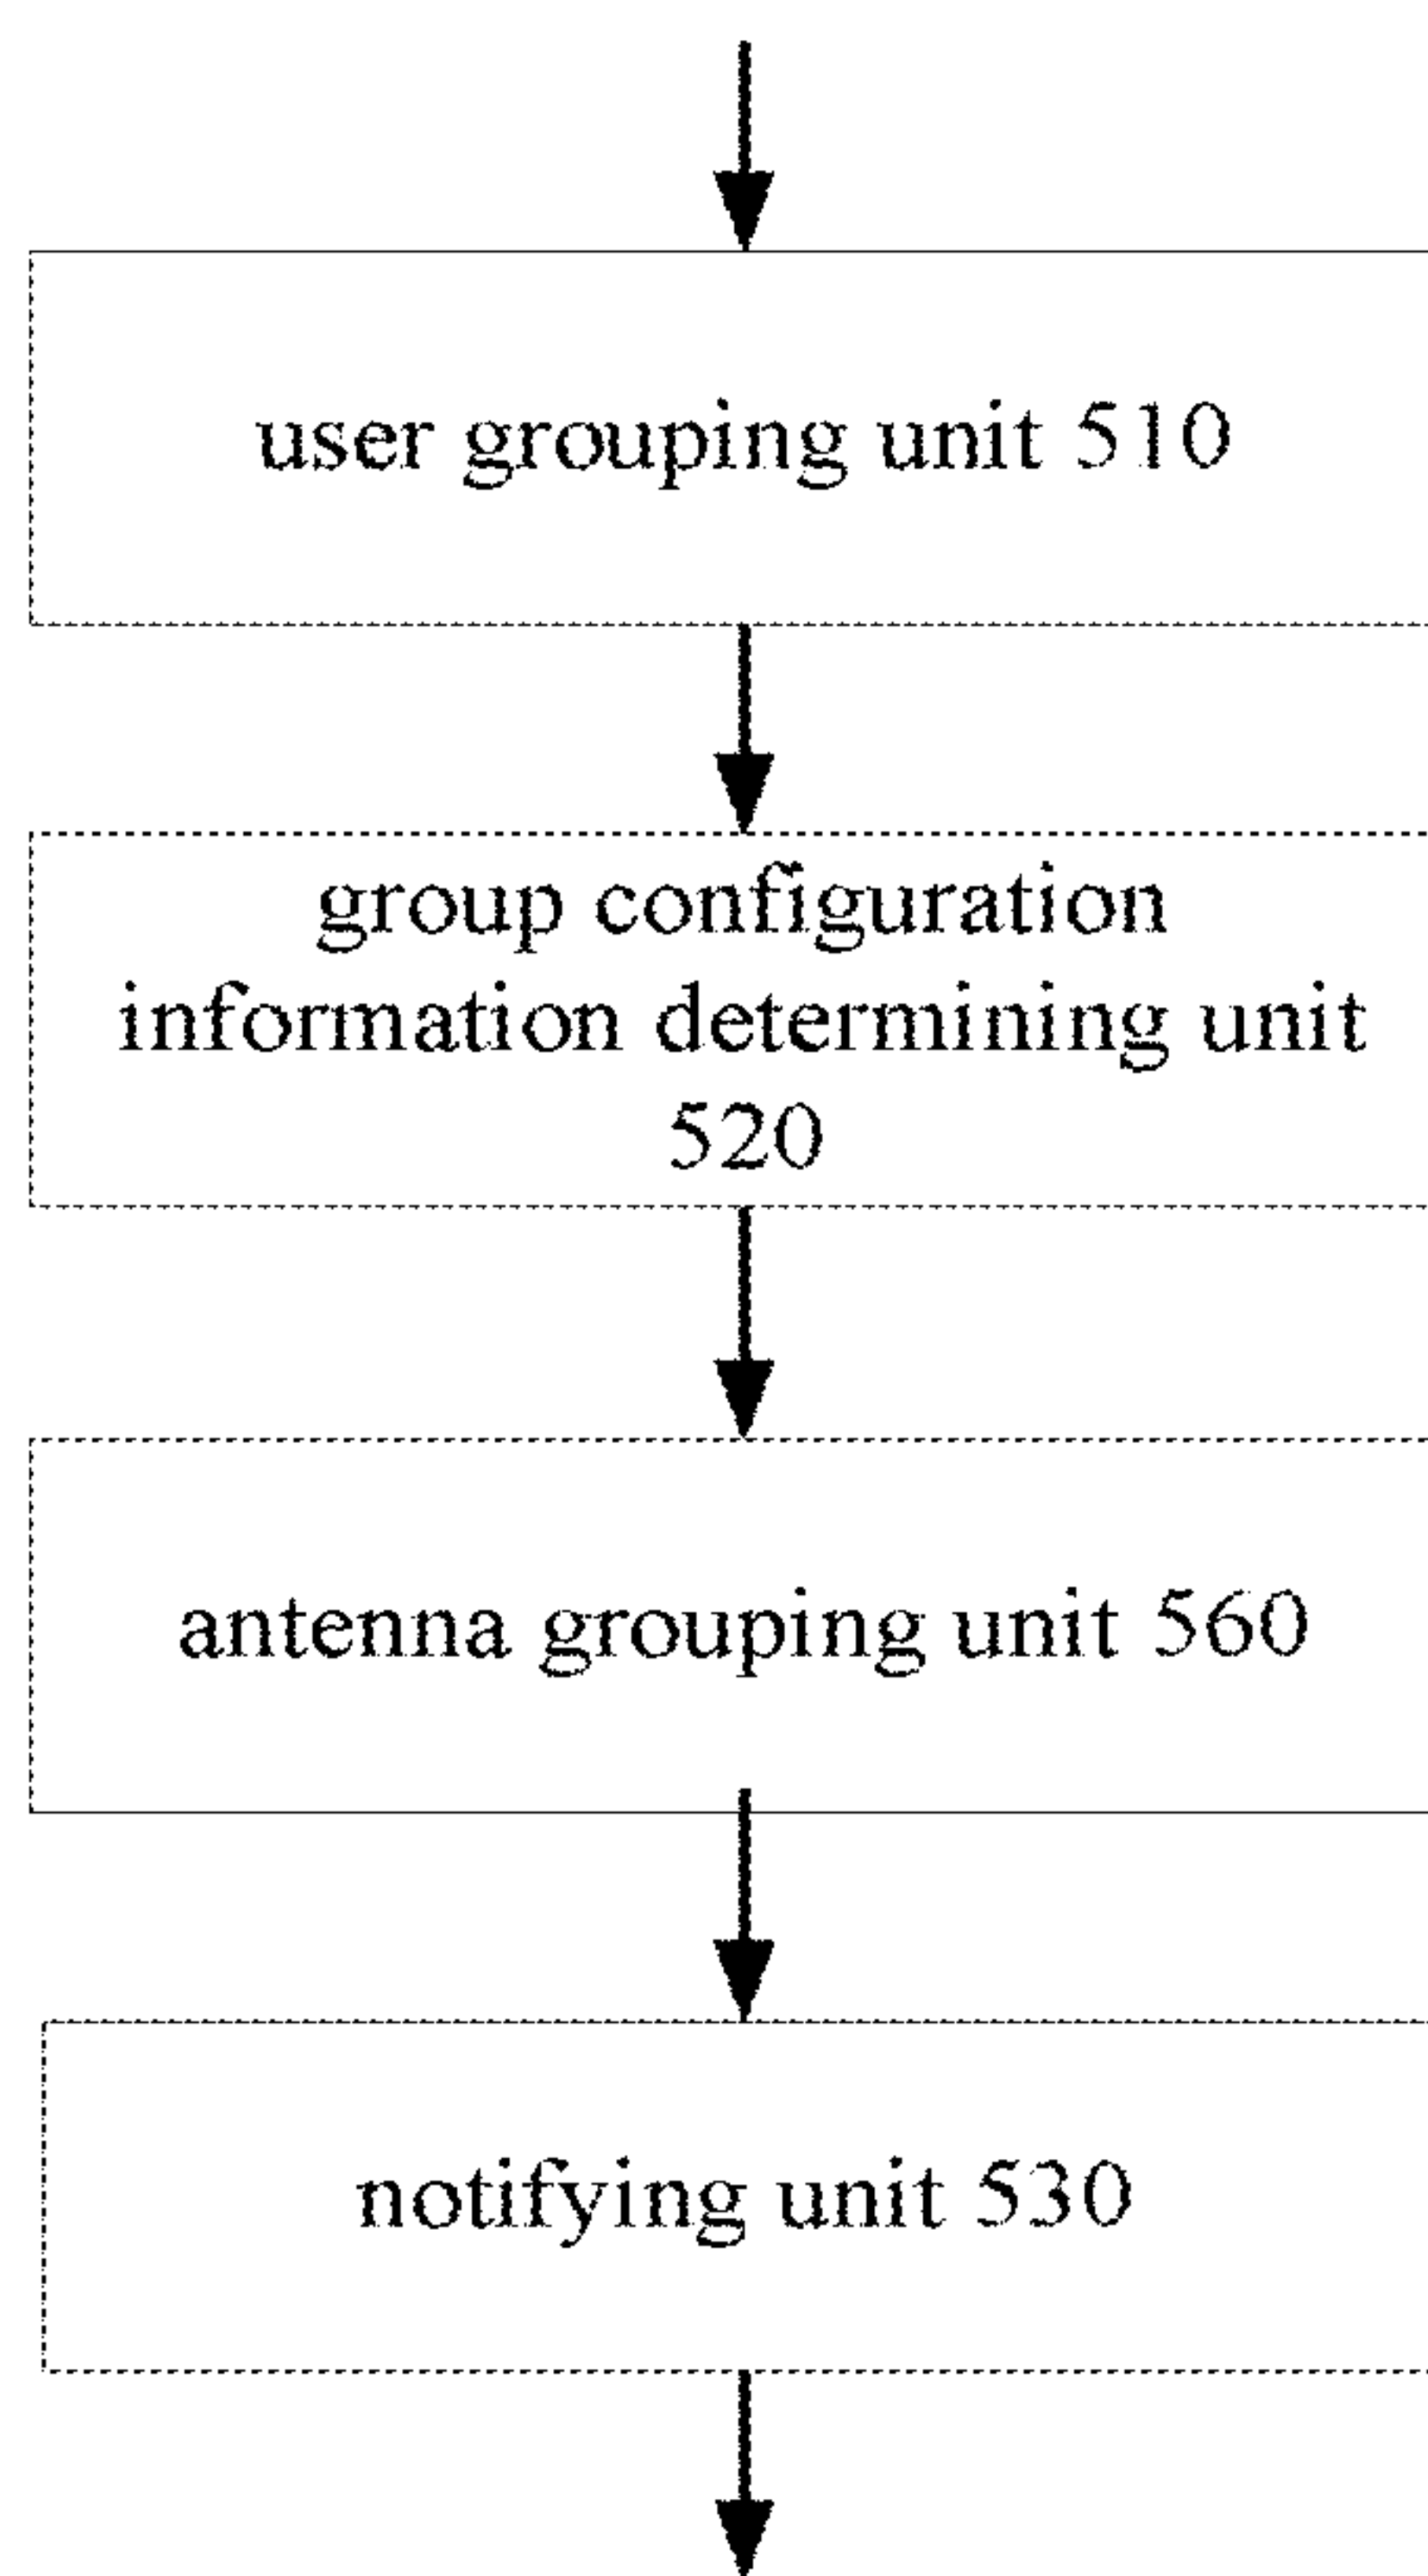 user grouping unit 510
group configuration
information determining unit
520
antenna grouping unit 560
notifying unit 530